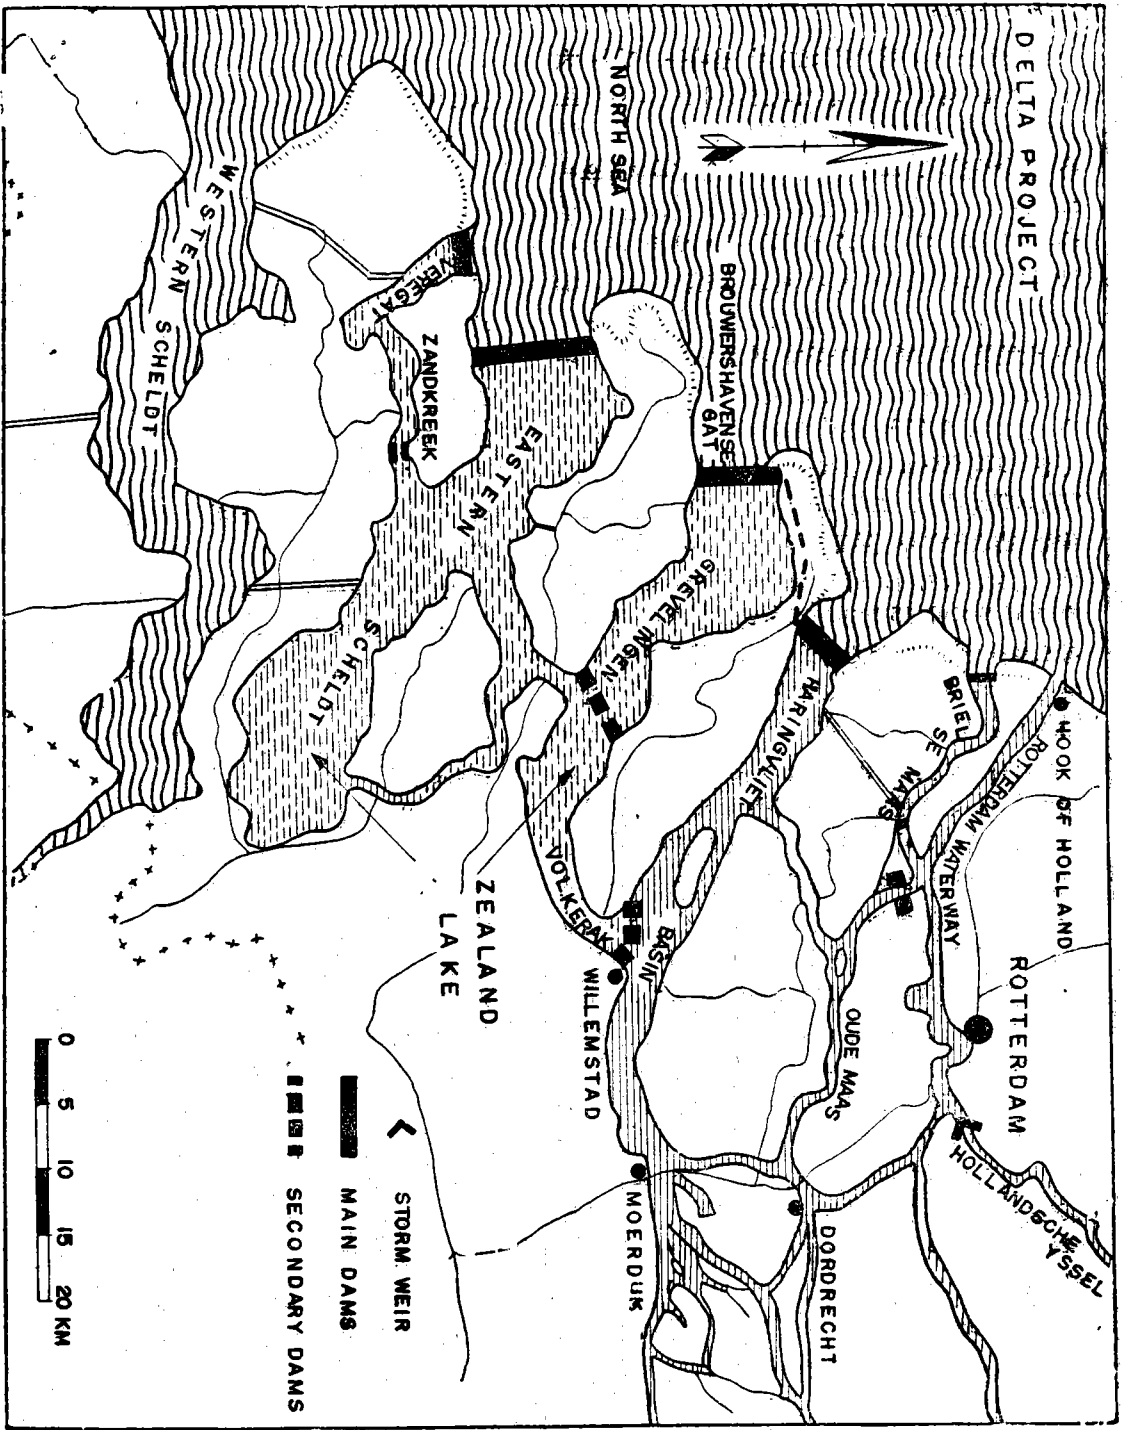 DELTA PROJECT
NORTH SEA
BROUWERSHAVENSE
GAT
HOOK OF HOLLAND
ROTTERDAM
ROTTERDAM WATERWAY
BRIEL
SE MAAS
HOLLANDSCHE
YSSEL
OUDE MAAS
DORDRECHT
HARINGVLIET
BASIN
GREVELINGEN
VOLKERAK
WILLEMSTAD
MOERDIJK
ZEALAND
LAKE
EASTERN
SCHELDT
VEREGAT
ZANDKREEK
WESTERN
SCHELDT
STORM WEIR
MAIN DAMS
SECONDARY DAMS
0 5 10 15 20 KM